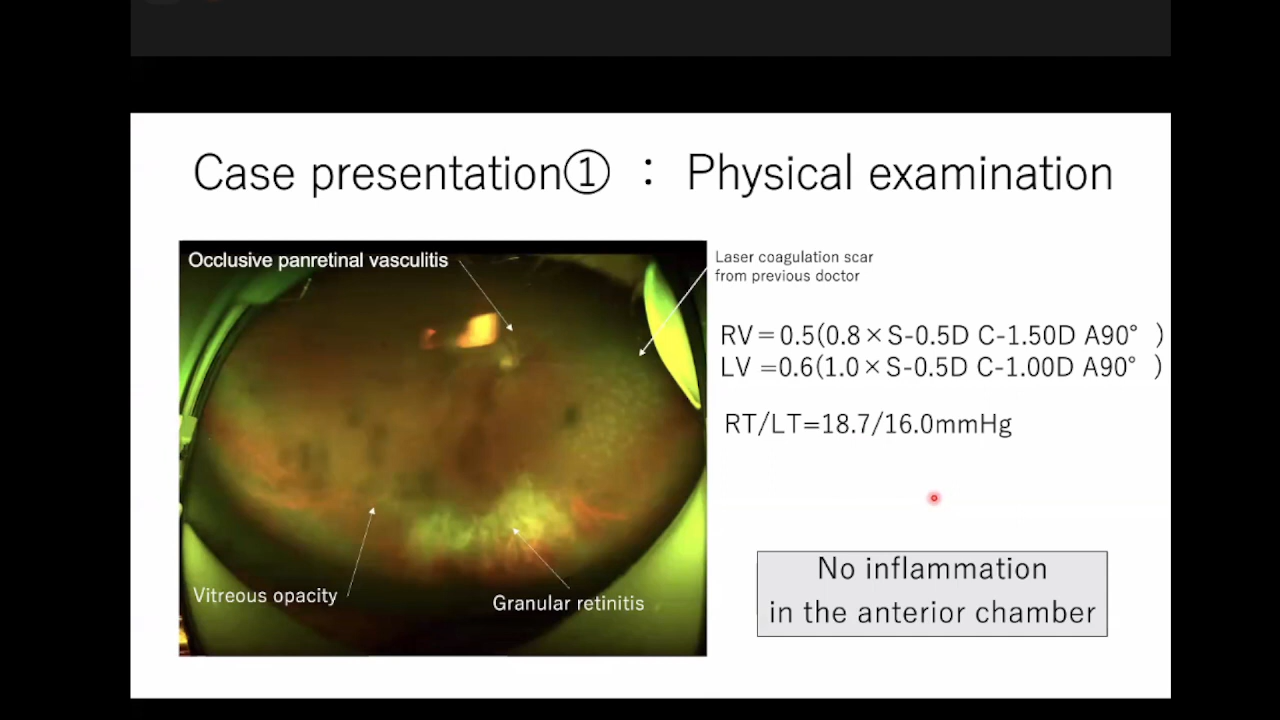 Case presentation① ： Physical examination
Occlusive panretinal vasculitis
Laser coagulation scar
from previous doctor
RV＝0.5(0.8×S-0.5D C-1.50D A90° )
LV =0.6(1.0×S-0.5D C-1.00D A90° )
RT/LT=18.7/16.0mmHg
Vitreous opacity
Granular retinitis
No inflammation
in the anterior chamber